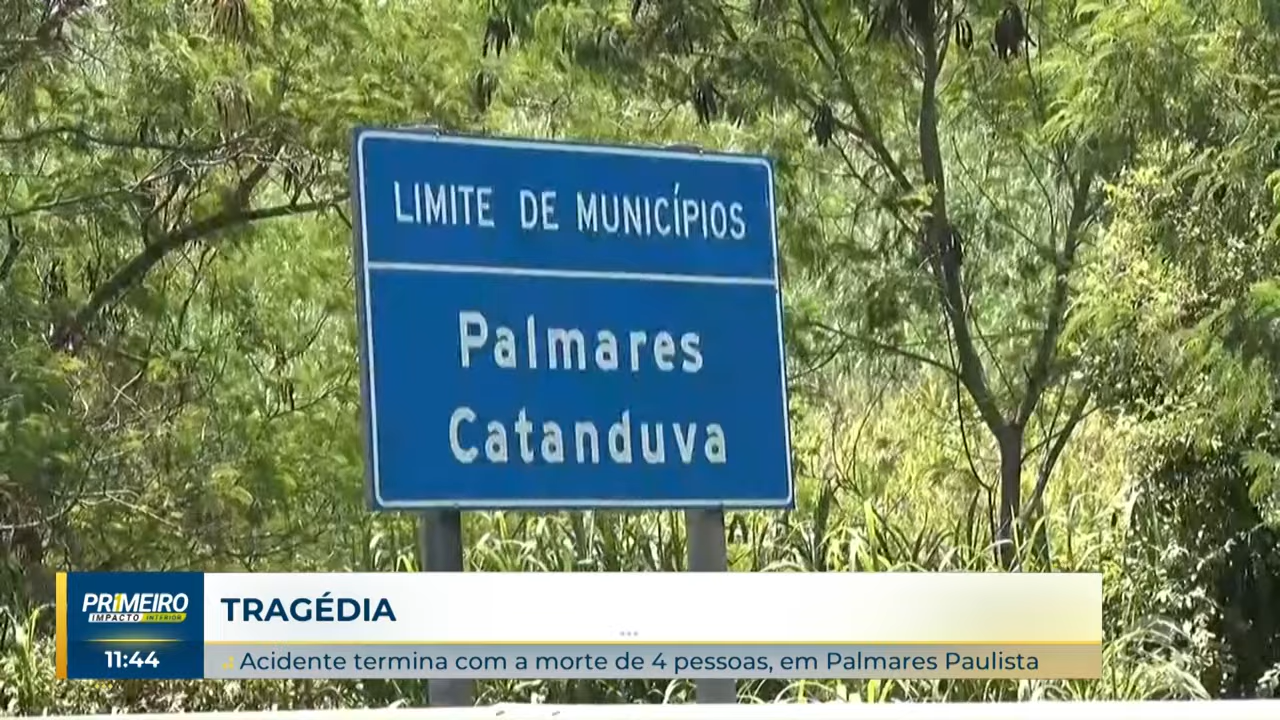 LIMITE DE MUNICÍPIOS
Palmares
Catanduva
PRIMEIRO
IMPACTO INTERIOR
TRAGÉDIA
11:44
Acidente termina com a morte de 4 pessoas, em Palmares Paulista